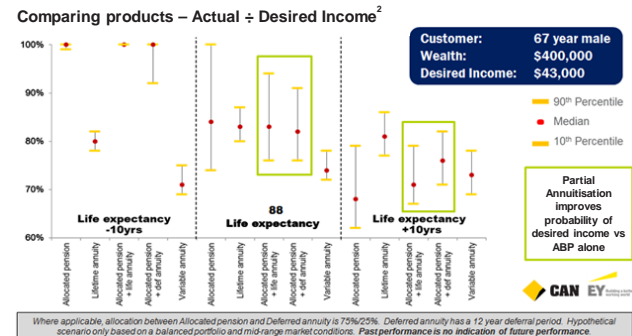 Comparing products – Actual ÷ Desired Income2
Customer: 67 year male
Wealth: $400,000
Desired Income: $43,000
100%
90%
80%
70%
60%
90th Percentile
Median
10th Percentile
Life expectancy
-10yrs
88
Life expectancy
Life expectancy
+10yrs
Allocated pension
Lifetime annuity
Allocated pension
+ life annuity
Allocated pension
+ def annuity
Variable annuity
Allocated pension
Lifetime annuity
Allocated pension
+ life annuity
Allocated pension
+ def annuity
Variable annuity
Allocated pension
Lifetime annuity
Allocated pension
+ life annuity
Allocated pension
+ def annuity
Variable annuity
Partial
Annuitisation
improves
probability of
desired income vs
ABP alone
CAN EY
Where applicable, allocation between Allocated pension and Deferred annuity is 75%/25%. Deferred annuity has a 12 year deferral period. Hypothetical
scenario only based on a balanced portfolio and mid-range market conditions. Past performance is no indication of future performance.